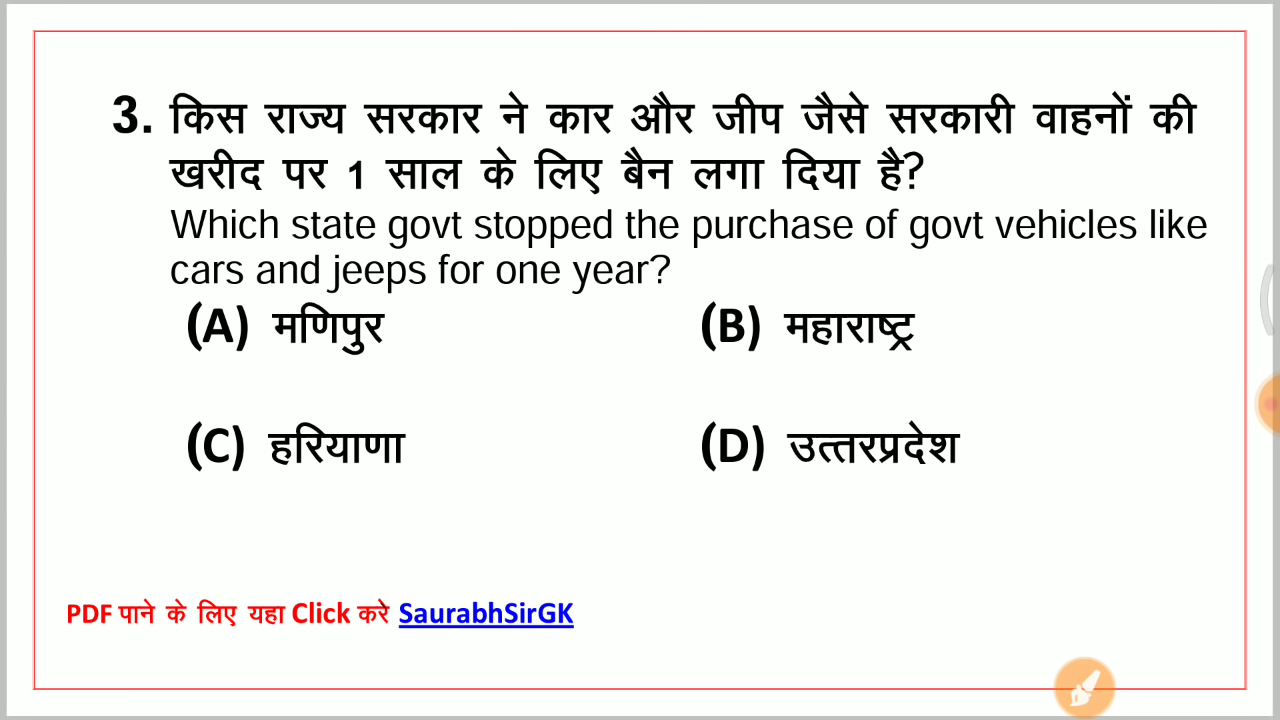 3. किस राज्य सरकार ने कार और जीप जैसे सरकारी वाहनों की
खरीद पर 1 साल के लिए बैन लगा दिया है?
Which state govt stopped the purchase of govt vehicles like
cars and jeeps for one year?
(A) मणिपुर (B) महाराष्ट्र
(C) हरियाणा (D) उत्तरप्रदेश
PDF पाने के लिए यहा Click करे SaurabhSirGK